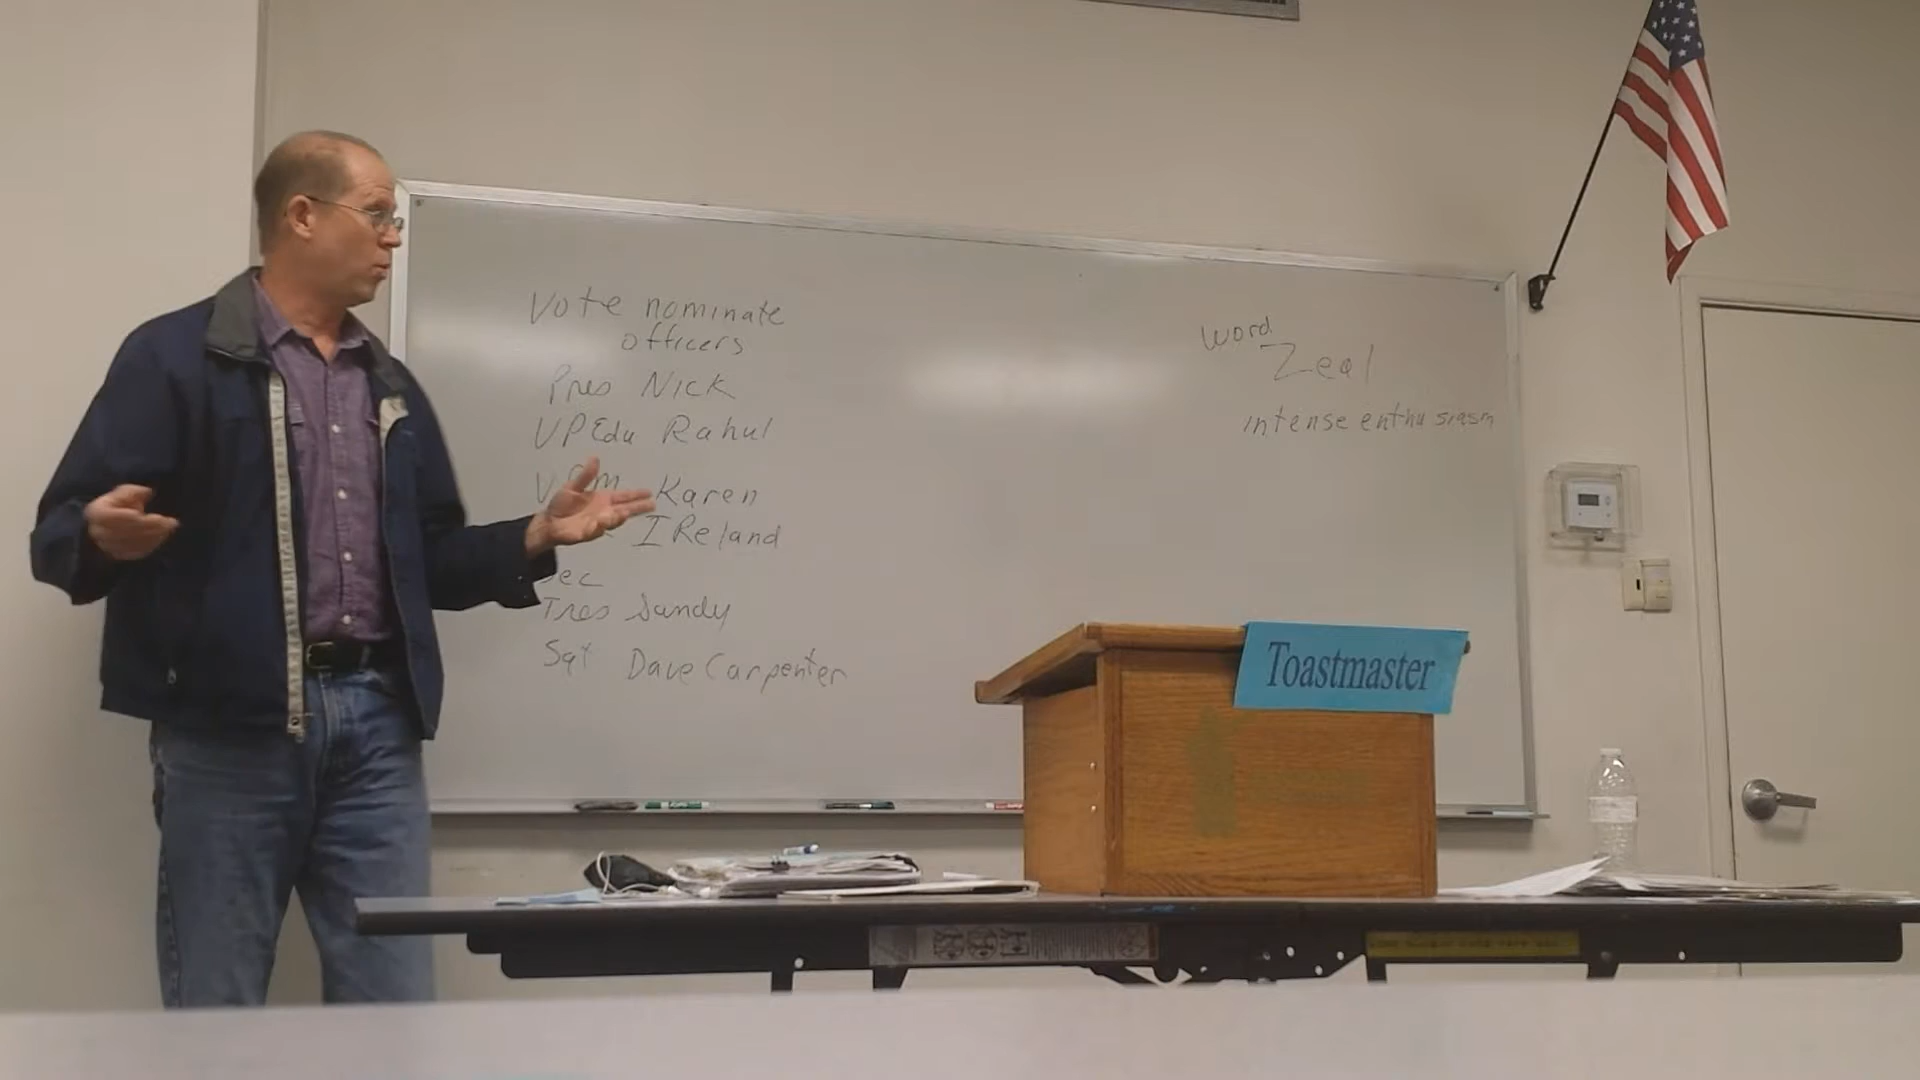 Vote nominate
officers
Pres Nick
VPEdu Rahul
Karen
IReland
Sec
Tres Sandy
Sgt Dave Carpenter
word
Zeal
intense enthusiasm
Toastmaster